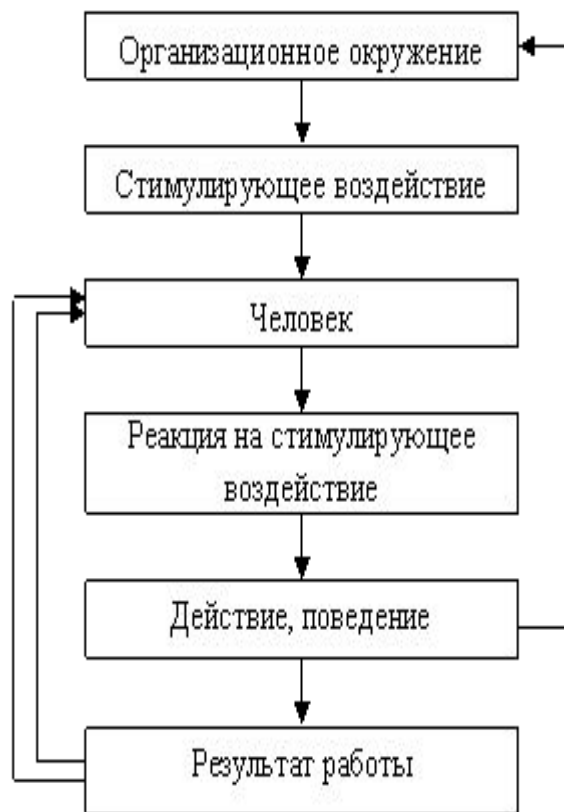 Организационное окружение
Стимулирующее воздействие
Человек
Реакция на стимулирующее
воздействие
Действие, поведение
Результат работы